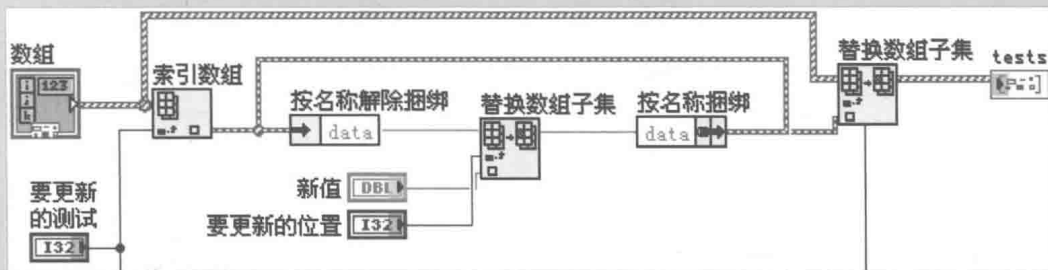 数组
123
索引数组
按名称解除捆绑
data
替换数组子集
按名称捆绑
data
替换数组子集
tests
新值
DBL
要更新的位置
I32
要更新
的测试
I32